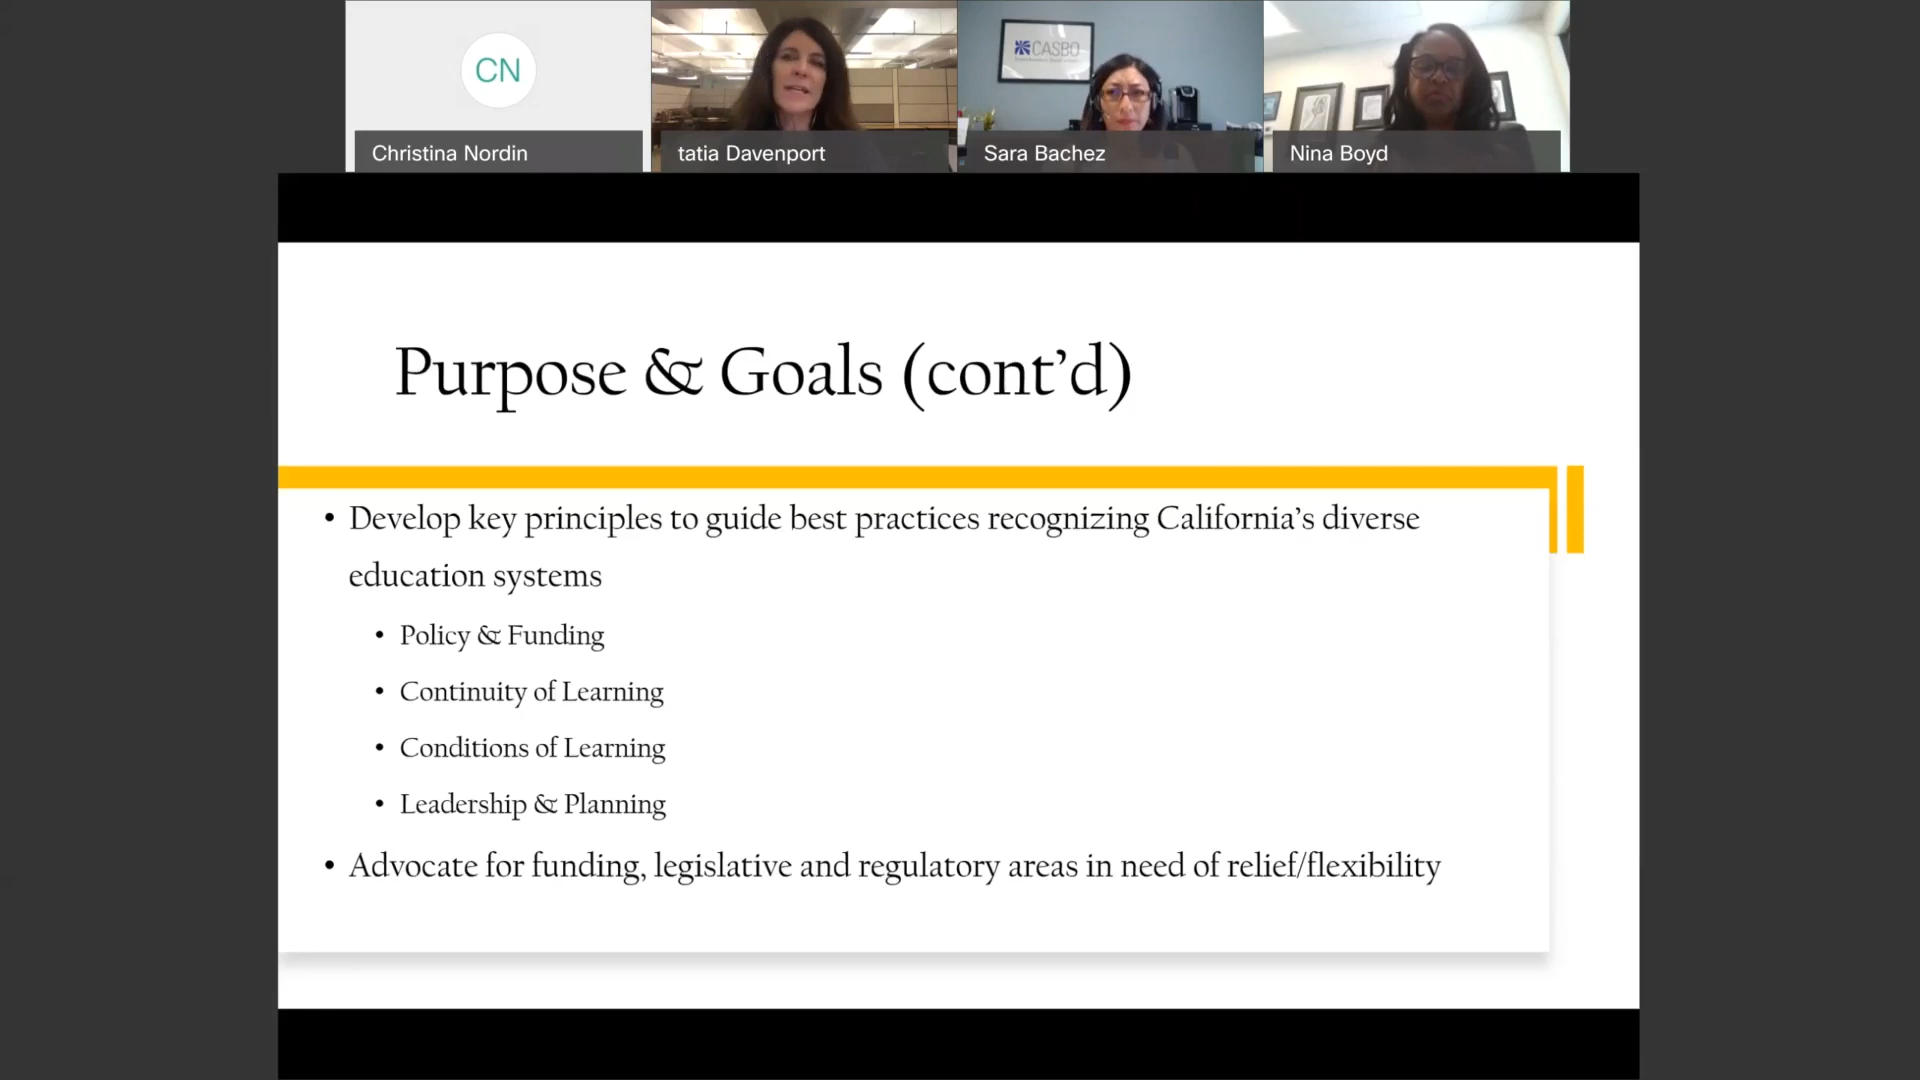 CN
Christina Nordin
tatia Davenport
CASBO
Sara Bachez
Nina Boyd
Purpose & Goals (cont’d)
• Develop key principles to guide best practices recognizing California’s diverse
education systems
• Policy & Funding
• Continuity of Learning
• Conditions of Learning
• Leadership & Planning
• Advocate for funding, legislative and regulatory areas in need of relief/flexibility